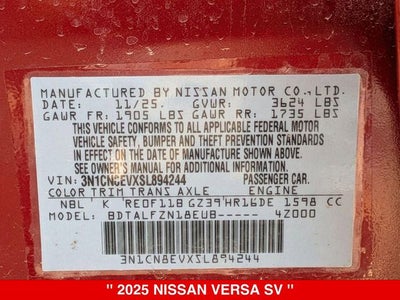 MANUFACTURED BY NISSAN MOTOR CO.,LTD.
DATE: 11/25. GVWR: 3624 LBS
GAWR FR: 1905 LBS GAWR RR: 1735 LBS
THIS VEHICLE CONFORMS TO ALL APPLICABLE FEDERAL MOTOR
VEHICLE SAFETY, BUMPER AND THEFT PREVENTION STANDARDS
IN EFFECT ON THE DATE OF MANUFACTURE SHOWN ABOVE.
SEE OWNER'S MANUAL FOR ADDITIONAL INFORMATION.
VIN: 3N1CN8EVXSL894244 PASSENGER CAR.
COLOR TRIM TRANS AXLE ENGINE
NBL K RE0F11B GZ39 HR16DE 1598 CC
MODEL: BDTALFZN18EUB----- 4Z000
3N1CN8EVXSL894244
" 2025 NISSAN VERSA SV "